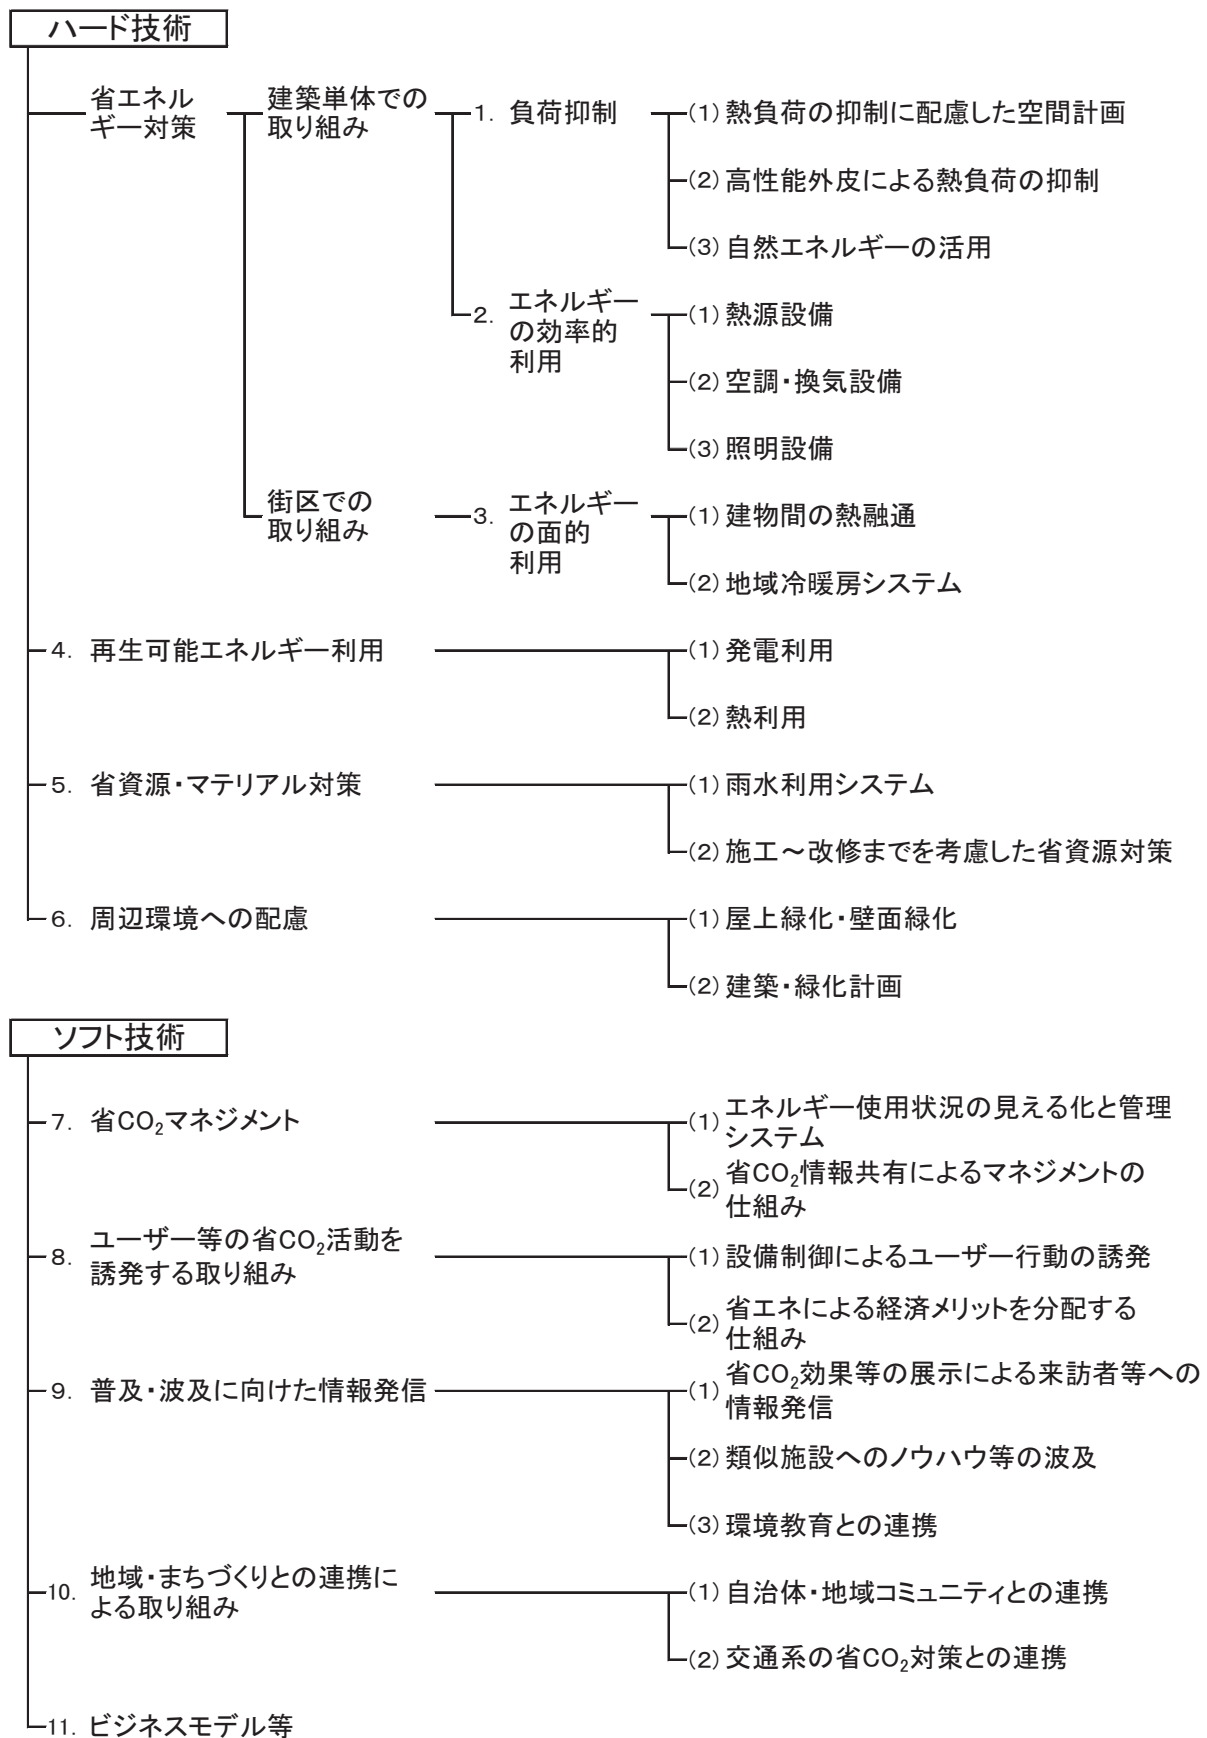 ハード技術
省エネル
ギー対策
建築単体での
取り組み
1. 負荷抑制
(1) 熱負荷の抑制に配慮した空間計画
(2) 高性能外皮による熱負荷の抑制
(3) 自然エネルギーの活用
2. エネルギー
の効率的
利用
(1) 熱源設備
(2) 空調・換気設備
(3) 照明設備
街区での
取り組み
3. エネルギー
の面的
利用
(1) 建物間の熱融通
(2) 地域冷暖房システム
4. 再生可能エネルギー利用
(1) 発電利用
(2) 熱利用
5. 省資源・マテリアル対策
(1) 雨水利用システム
(2) 施工～改修までを考慮した省資源対策
6. 周辺環境への配慮
(1) 屋上緑化・壁面緑化
(2) 建築・緑化計画
ソフト技術
7. 省CO₂マネジメント
(1) エネルギー使用状況の見える化と管理
システム
(2) 省CO₂情報共有によるマネジメントの
仕組み
8. ユーザー等の省CO₂活動を
誘発する取り組み
(1) 設備制御によるユーザー行動の誘発
(2) 省エネによる経済メリットを分配する
仕組み
9. 普及・波及に向けた情報発信
(1) 省CO₂効果等の展示による来訪者等への
情報発信
(2) 類似施設へのノウハウ等の波及
(3) 環境教育との連携
10. 地域・まちづくりとの連携に
よる取り組み
(1) 自治体・地域コミュニティとの連携
(2) 交通系の省CO₂対策との連携
11. ビジネスモデル等